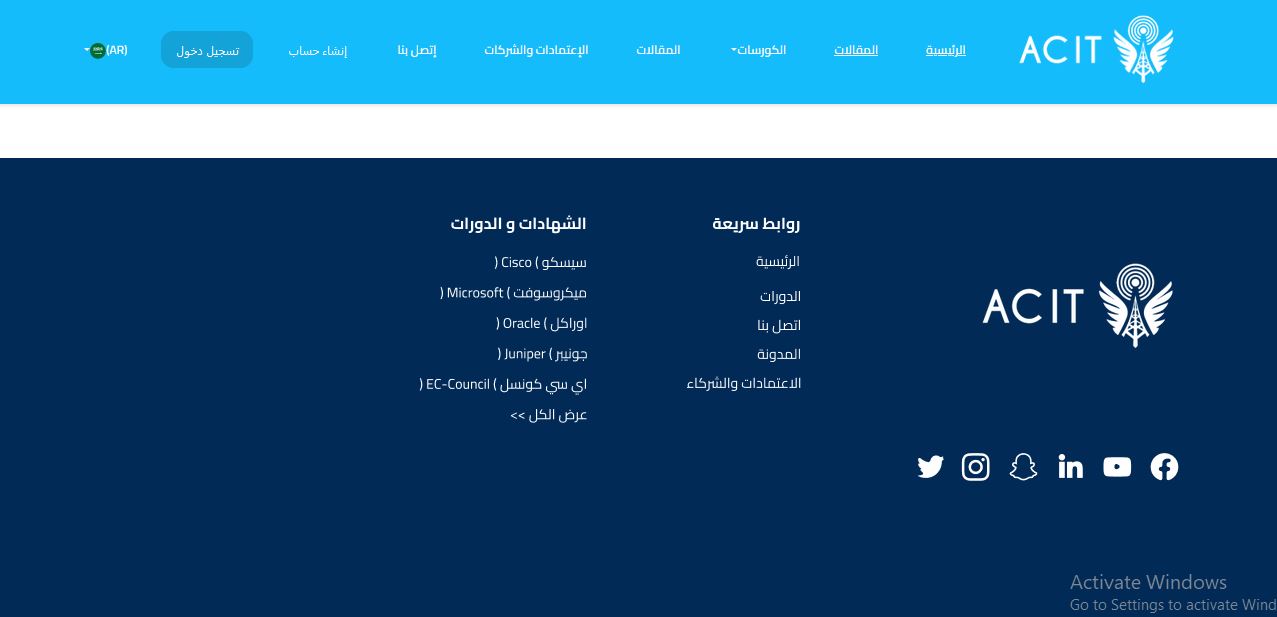 ACIT
الرئيسية
المقالات
الكورسات
المقالات
الإعتمادات والشركات
إتصل بنا
إنشاء حساب
تسجيل دخول
(AR)
ACIT
روابط سريعة
الرئيسية
الدورات
اتصل بنا
المدونة
الاعتمادات والشركاء
الشهادات و الدورات
سيسكو ( Cisco )
ميكروسوفت ( Microsoft )
اوراكل ( Oracle )
جونيبر ( Juniper )
اي سي كونسل ( EC-Council )
عرض الكل >>
Activate Windows
Go to Settings to activate Wind